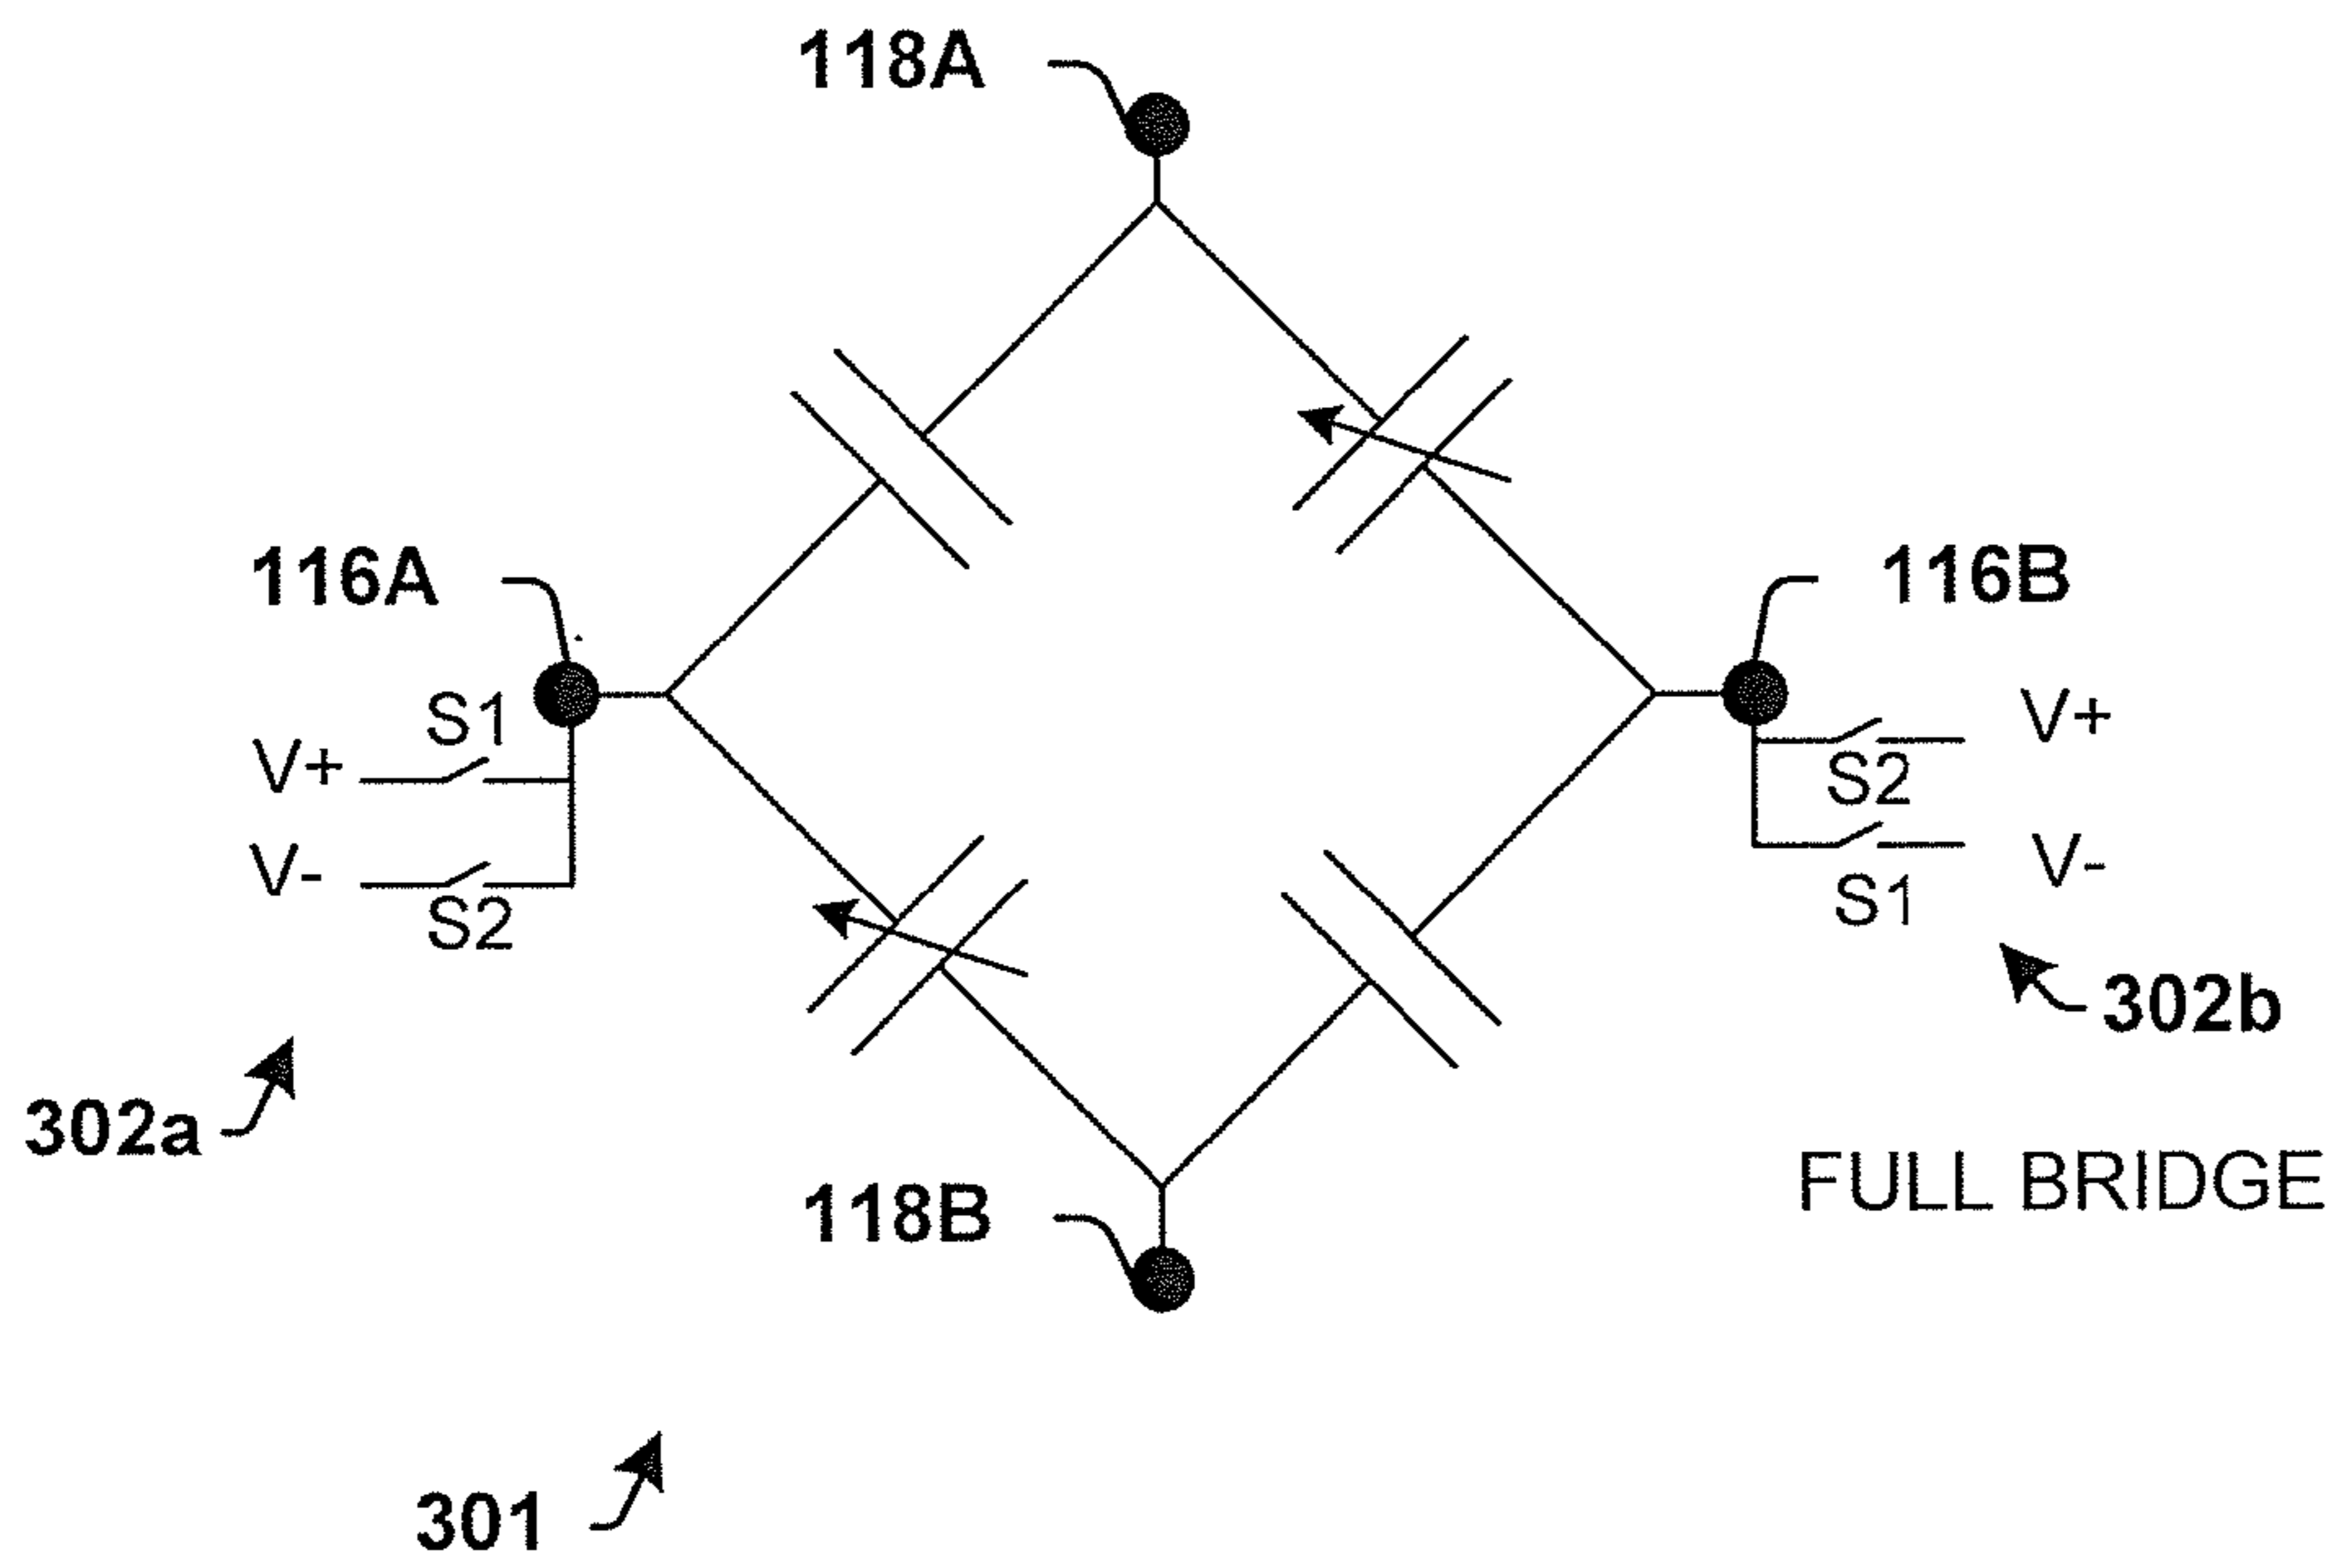 118A
116A
116B
S1
V+
V+
S2
V-
V-
S2
S1
302b
302a
FULL BRIDGE
118B
301